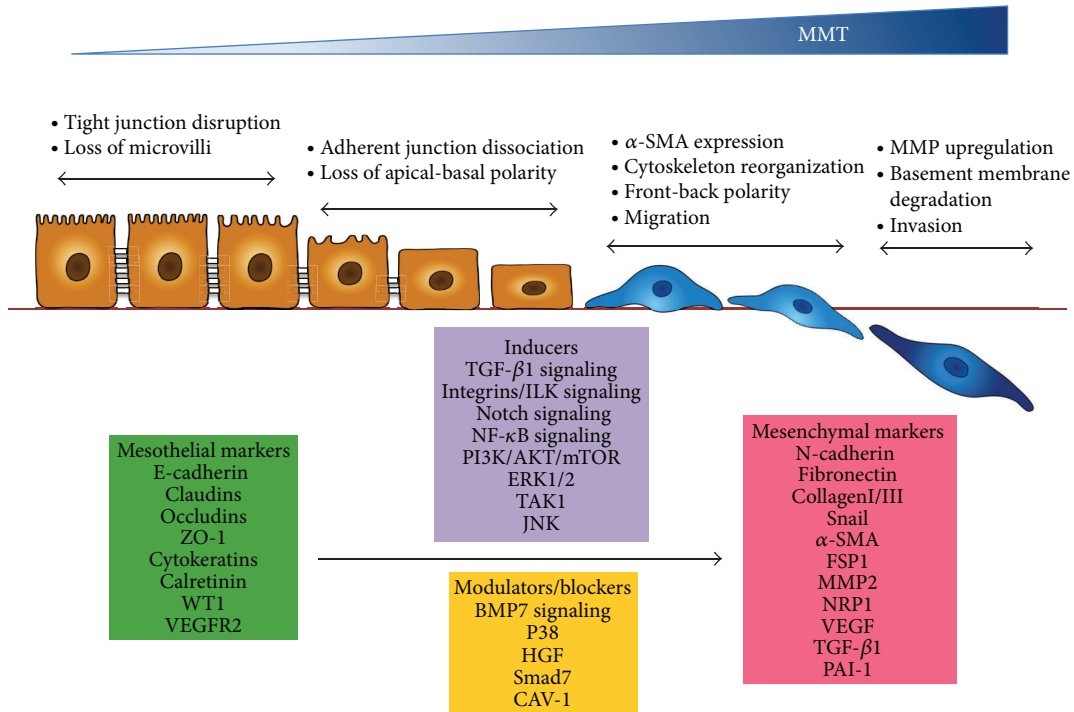 MMT
• Tight junction disruption
• Loss of microvilli
• Adherent junction dissociation
• Loss of apical-basal polarity
• α-SMA expression
• Cytoskeleton reorganization
• Front-back polarity
• Migration
• MMP upregulation
• Basement membrane
degradation
• Invasion
Mesothelial markers
E-cadherin
Claudins
Occludins
ZO-1
Cytokeratins
Calretinin
WT1
VEGFR2
Inducers
TGF-β1 signaling
Integrins/ILK signaling
Notch signaling
NF-κB signaling
PI3K/AKT/mTOR
ERK1/2
TAK1
JNK
Modulators/blockers
BMP7 signaling
P38
HGF
Smad7
CAV-1
Mesenchymal markers
N-cadherin
Fibronectin
CollagenI/III
Snail
α-SMA
FSP1
MMP2
NRP1
VEGF
TGF-β1
PAI-1